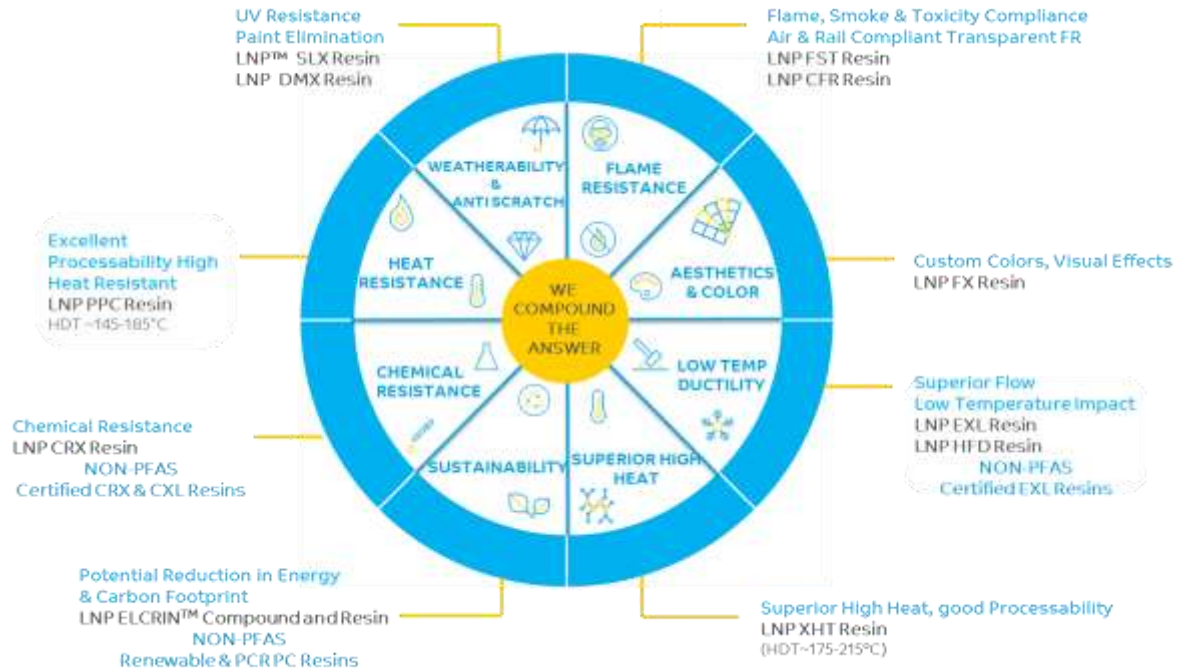 UV Resistance
Paint Elimination
LNP™ SLX Resin
LNP DMX Resin
Flame, Smoke & Toxicity Compliance
Air & Rail Compliant Transparent FR
LNP FST Resin
LNP CFR Resin
WEATHERABILITY
&
ANTI SCRATCH
FLAME
RESISTANCE
Excellent
Processability High
Heat Resistant
LNP PPC Resin
HDT ~145-185°C
HEAT
RESISTANCE
AESTHETICS
& COLOR
Custom Colors, Visual Effects
LNP FX Resin
WE
COMPOUND
THE
ANSWER
CHEMICAL
RESISTANCE
LOW TEMP
DUCTILITY
Superior Flow
Low Temperature Impact
LNP EXL Resin
LNP HFD Resin
NON-PFAS
Certified EXL Resins
Chemical Resistance
LNP CRX Resin
NON-PFAS
Certified CRX & CXL Resins
SUSTAINABILITY
SUPERIOR HIGH
HEAT
Potential Reduction in Energy
& Carbon Footprint
LNP ELCRIN™ Compound and Resin
NON-PFAS
Renewable & PCR PC Resins
Superior High Heat, good Processability
LNP XHT Resin
(HDT~175-215°C)